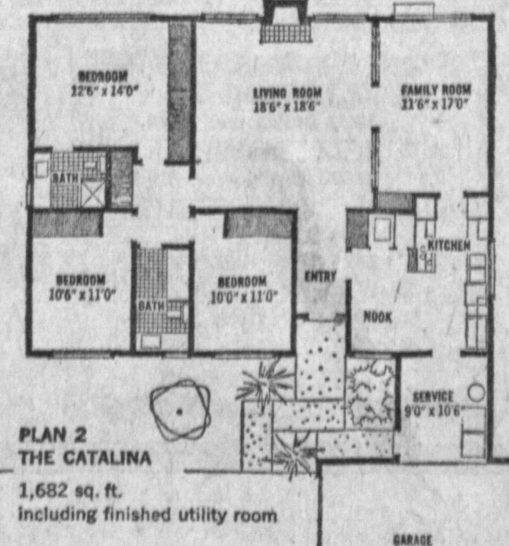 BEDROOM
12'6" x 14'0"
LIVING ROOM
18'6" x 18'6"
FAMILY ROOM
11'6" x 17'0"
BATH
KITCHEN
BEDROOM
10'6" x 11'0"
BATH
BEDROOM
10'0" x 11'0"
ENTRY
NOOK
SERVICE
9'0" x 10'6
PLAN 2
THE CATALINA
1,682 sq. ft.
including finished utility room
GARAGE